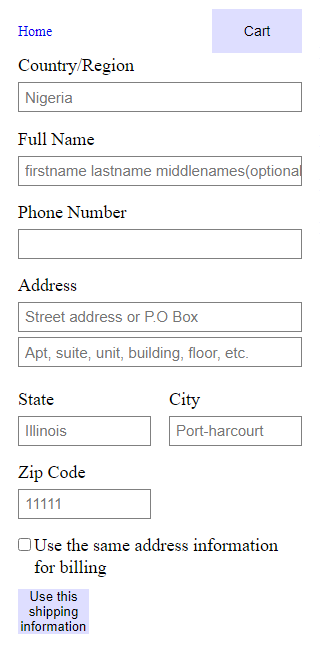 Home
Cart
Country/Region
Nigeria
Full Name
firstname lastname middlenames(optional
Phone Number
Address
Street address or P.O Box
Apt, suite, unit, building, floor, etc.
State
City
Illinois
Port-harcourt
Zip Code
11111
Use the same address information
for billing
Use this
shipping
information